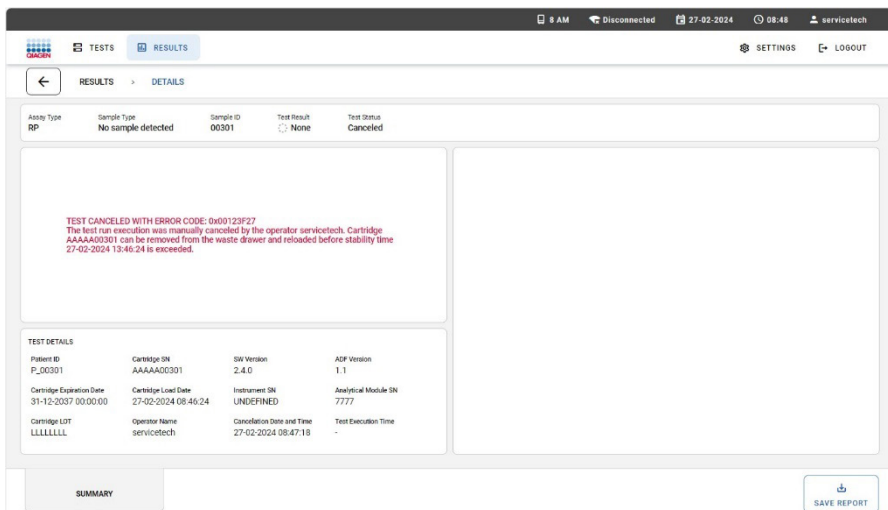 8 AM Disconnected 27-02-2024 08:48 servicetech
QIAGEN TESTS RESULTS SETTINGS LOGOUT
RESULTS > DETAILS
Assay Type Sample Type Sample ID Test Result Test Status
RP No sample detected 00301 None Canceled
TEST CANCELED WITH ERROR CODE: 0x00123F27
The test run execution was manually canceled by the operator servicetech. Cartridge
AAAAA00301 can be removed from the waste drawer and reloaded before stability time
27-02-2024 13:46:24 is exceeded.
TEST DETAILS
Patient ID Cartridge SN SW Version ADF Version
P_00301 AAAAA00301 2.4.0 1.1
Cartridge Expiration Date Cartridge Load Date Instrument SN Analytical Module SN
31-12-2037 00:00:00 27-02-2024 08:46:24 UNDEFINED 7777
Cartridge LOT Operator Name Cancelation Date and Time Test Execution Time
LLLLLLLL servicetech 27-02-2024 08:47:18 -
SUMMARY
SAVE REPORT